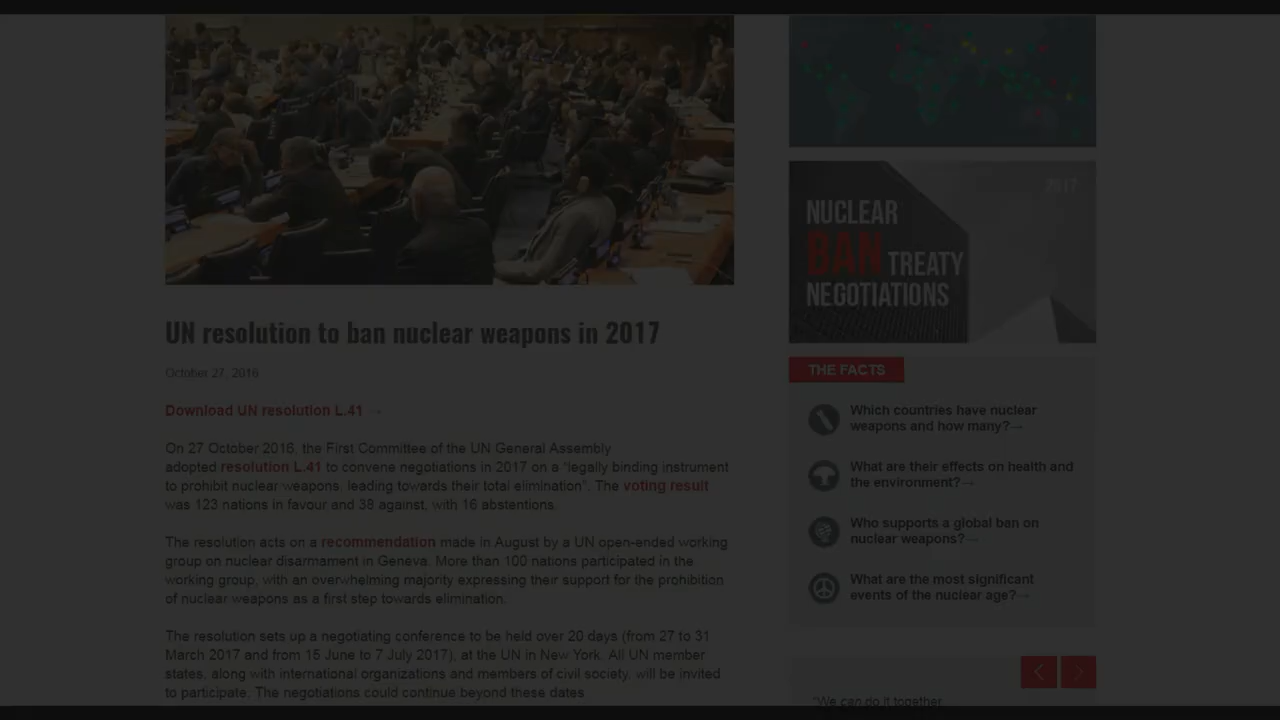 2017
NUCLEAR
BAN TREATY
NEGOTIATIONS
UN resolution to ban nuclear weapons in 2017
October 27, 2016
Download UN resolution L.41 →
On 27 October 2016, the First Committee of the UN General Assembly
adopted resolution L.41 to convene negotiations in 2017 on a “legally binding instrument
to prohibit nuclear weapons, leading towards their total elimination”. The voting result
was 123 nations in favour and 38 against, with 16 abstentions.
The resolution acts on a recommendation made in August by a UN open-ended working
group on nuclear disarmament in Geneva. More than 100 nations participated in the
working group, with an overwhelming majority expressing their support for the prohibition
of nuclear weapons as a first step towards elimination.
The resolution sets up a negotiating conference to be held over 20 days (from 27 to 31
March 2017 and from 15 June to 7 July 2017), at the UN in New York. All UN member
states, along with international organizations and members of civil society, will be invited
to participate. The negotiations could continue beyond these dates
THE FACTS
Which countries have nuclear
weapons and how many?→
What are their effects on health and
the environment?→
Who supports a global ban on
nuclear weapons?→
What are the most significant
events of the nuclear age?→
“We can do it together.